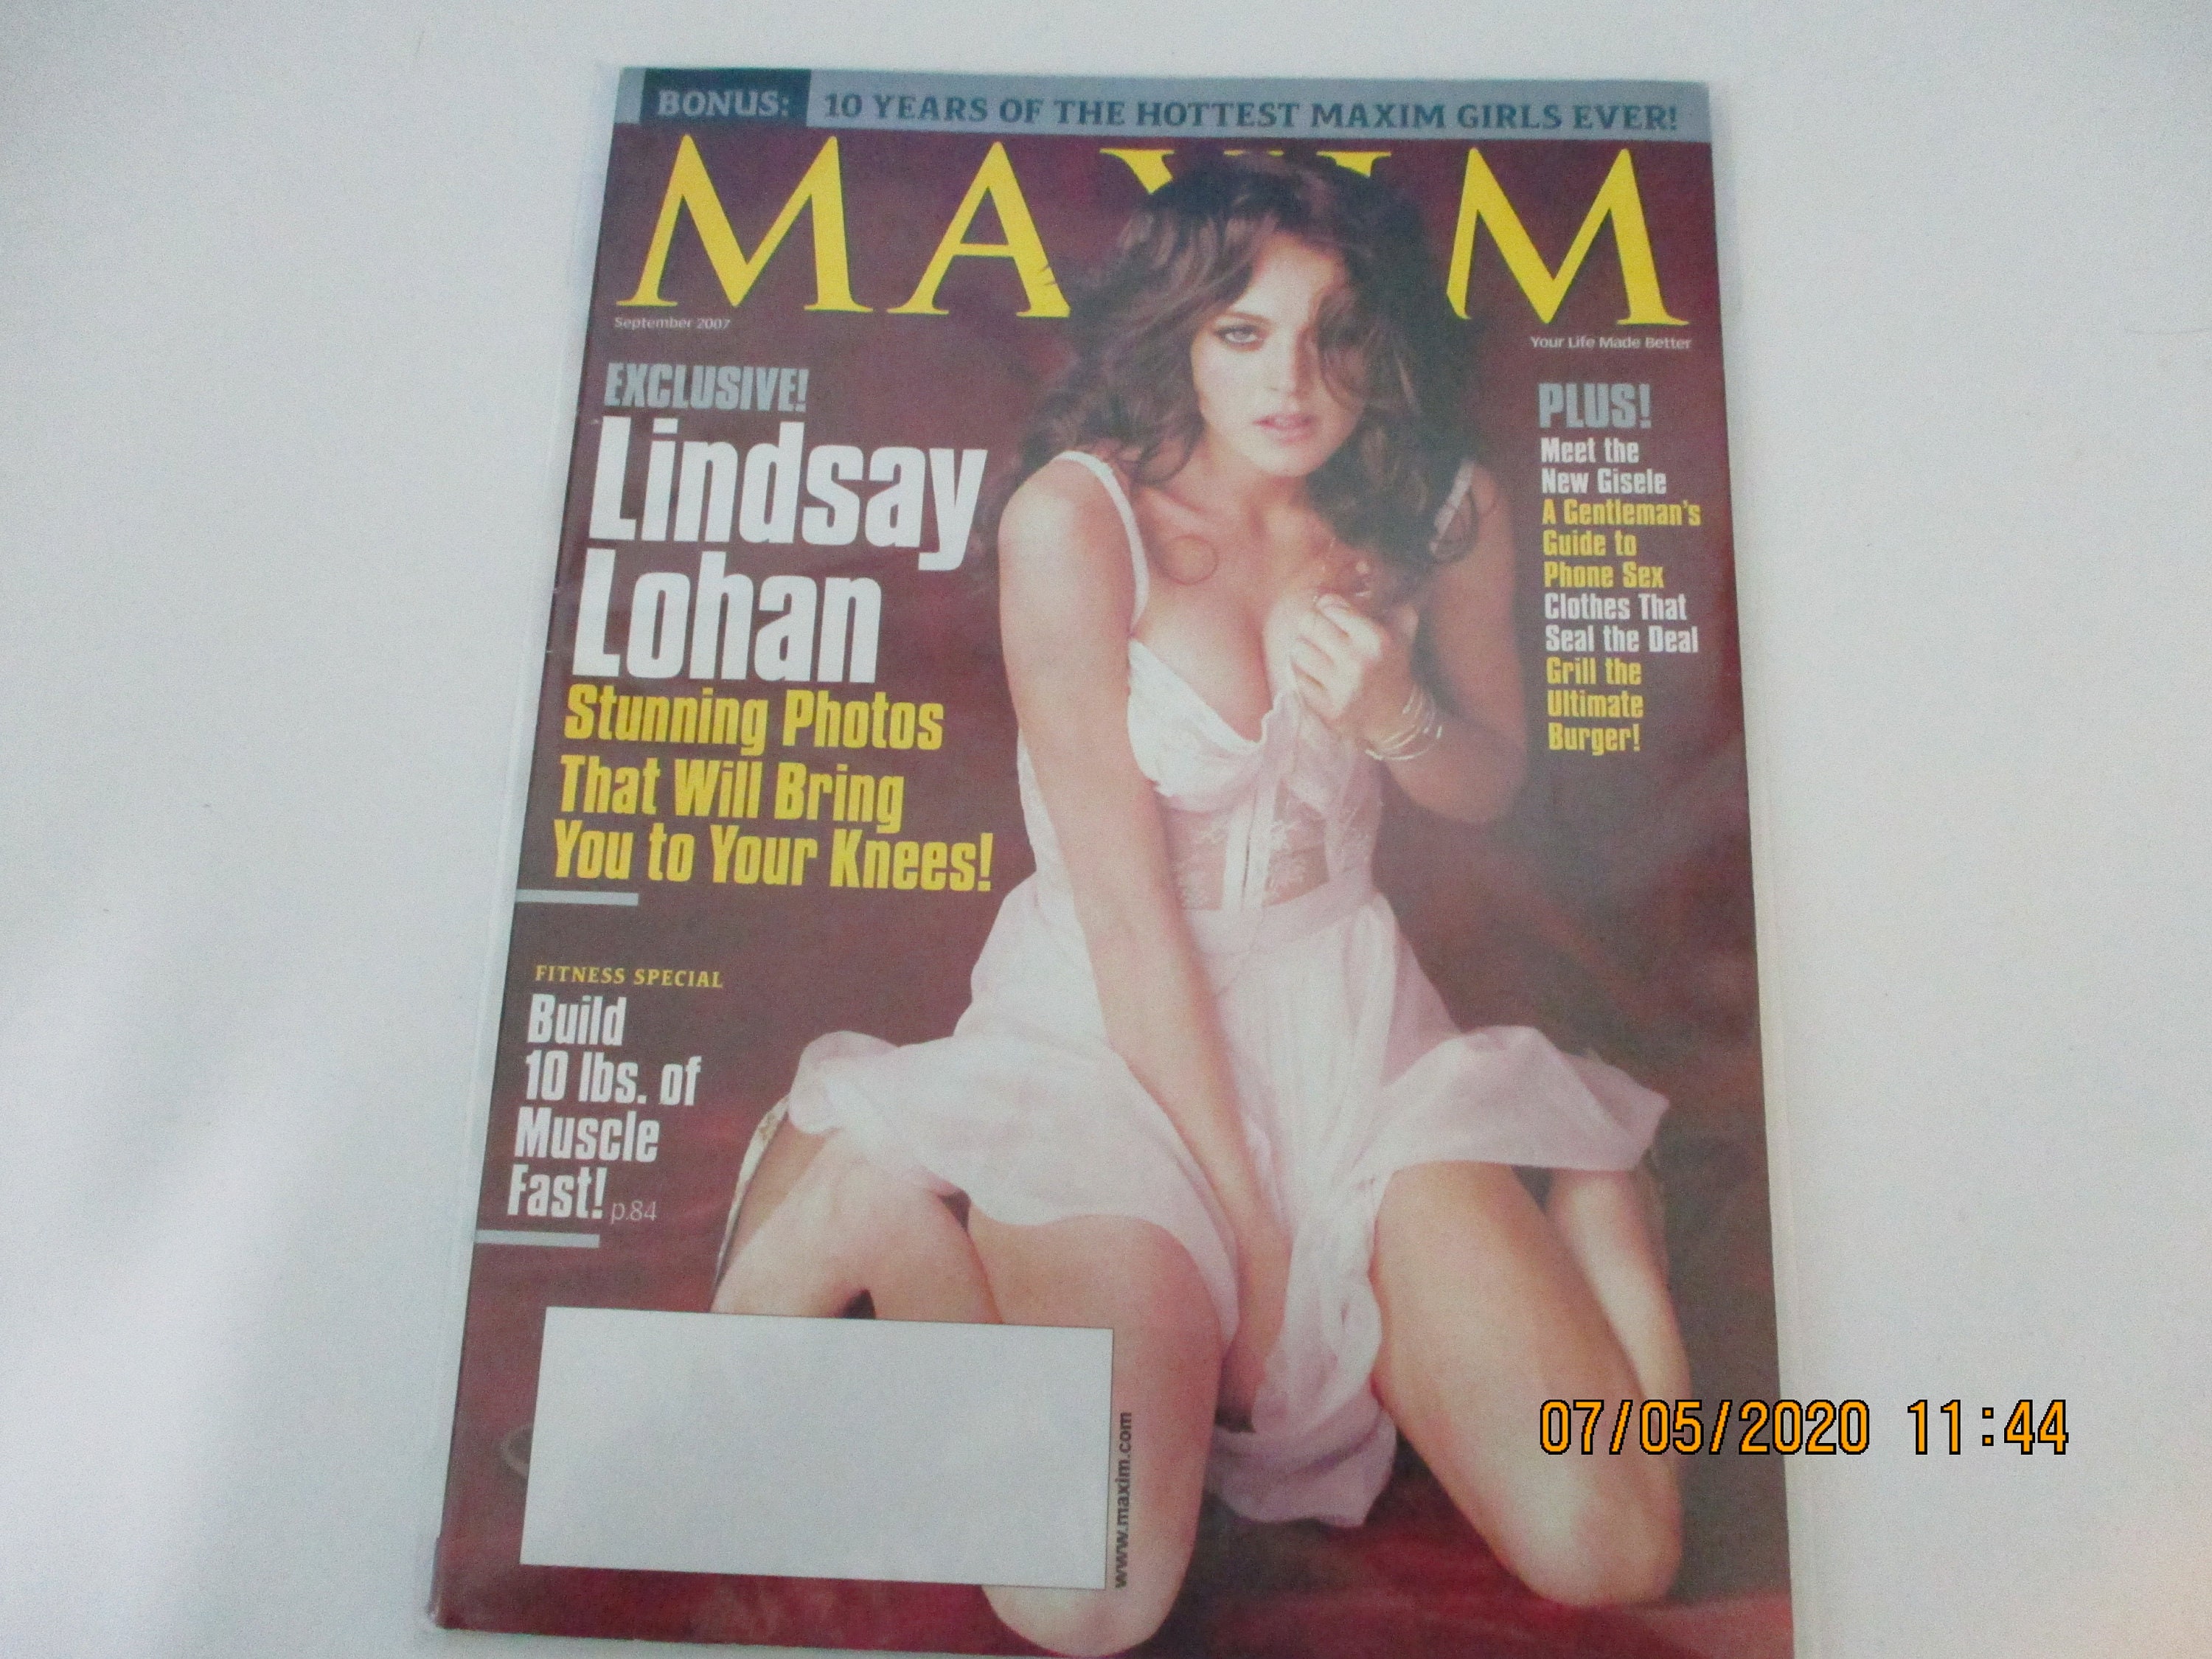 BONUS: 10 YEARS OF THE HOTTEST MAXIM GIRLS EVER!
MAXIM
September 2007
Your Life Made Better
EXCLUSIVE!
Lindsay
Lohan
Stunning Photos
That Will Bring
You to Your Knees!
FITNESS SPECIAL
Build
10 lbs. of
Muscle
Fast! p.84
PLUS!
Meet the
New Gisele
A Gentleman's
Guide to
Phone Sex
Clothes That
Seal the Deal
Grill the
Ultimate
Burger!
www.maxim.com
07/05/2020 11:44